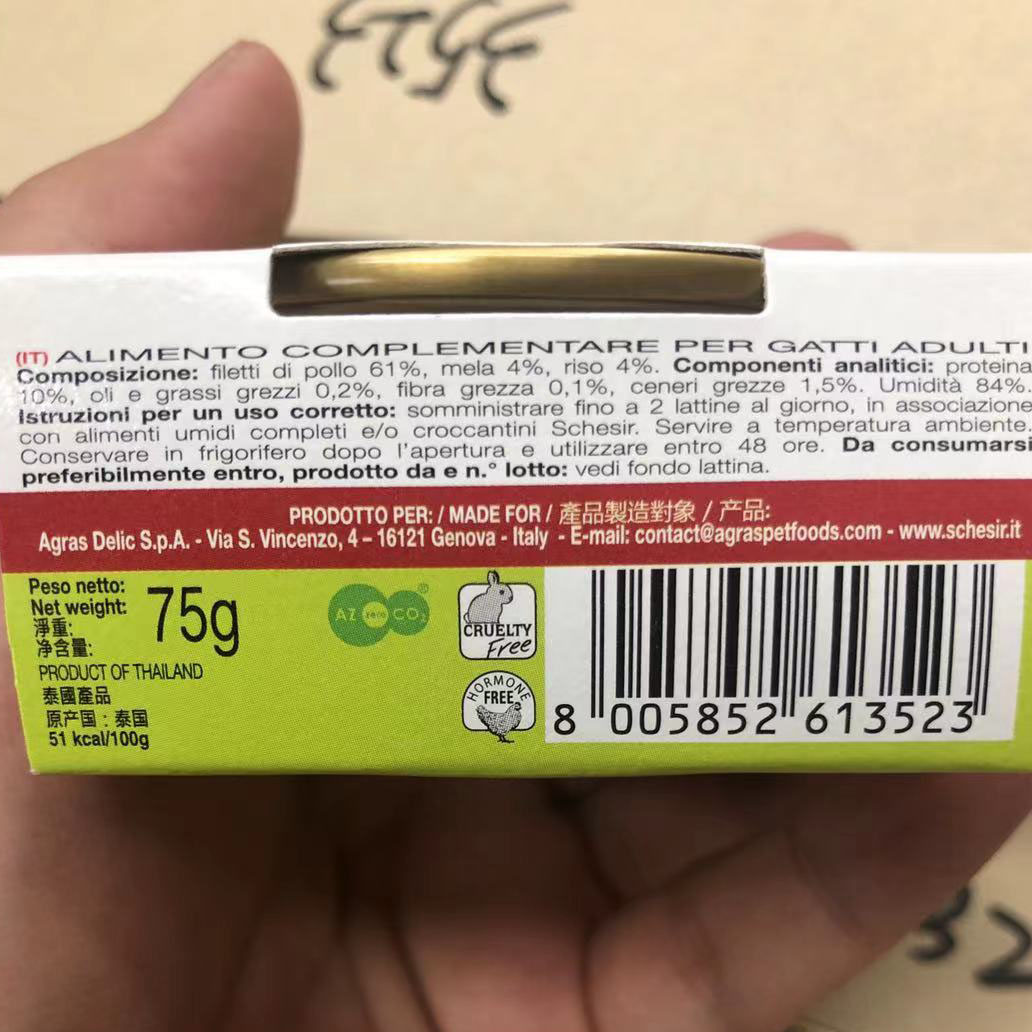 (IT) ALIMENTO COMPLEMENTARE PER GATTI ADULTI
Composizione: filetti di pollo 61%, mela 4%, riso 4%. Componenti analitici: proteina
10%, oli e grassi grezzi 0,2%, fibra grezza 0,1%, ceneri grezze 1,5%. Umidità 84%.
Istruzioni per un uso corretto: somministrare fino a 2 lattine al giorno, in associazione
con alimenti umidi completi e/o croccantini Schesir. Servire a temperatura ambiente.
Conservare in frigorifero dopo l'apertura e utilizzare entro 48 ore. Da consumarsi
preferibilmente entro, prodotto da e n.° lotto: vedi fondo lattina.
PRODOTTO PER: / MADE FOR / 產品製造對象 / 产品:
Agras Delic S.p.A. - Via S. Vincenzo, 4 – 16121 Genova - Italy - E-mail: contact@agraspetfoods.com - www.schesir.it
Peso netto:
Net weight:
淨重:
净含量:
75g
PRODUCT OF THAILAND
泰國產品
原产国：泰国
51 kcal/100g
AZ zero CO2 ®
CRUELTY
Free
HORMONE
FREE
8 005852 613523
32